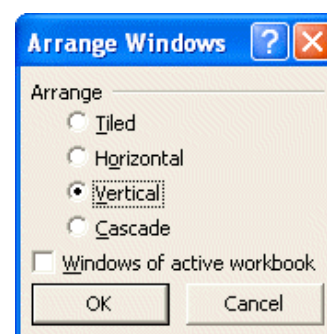 Arrange Windows
Arrange
Tiled
Horizontal
Vertical
Cascade
Windows of active workbook
OK Cancel